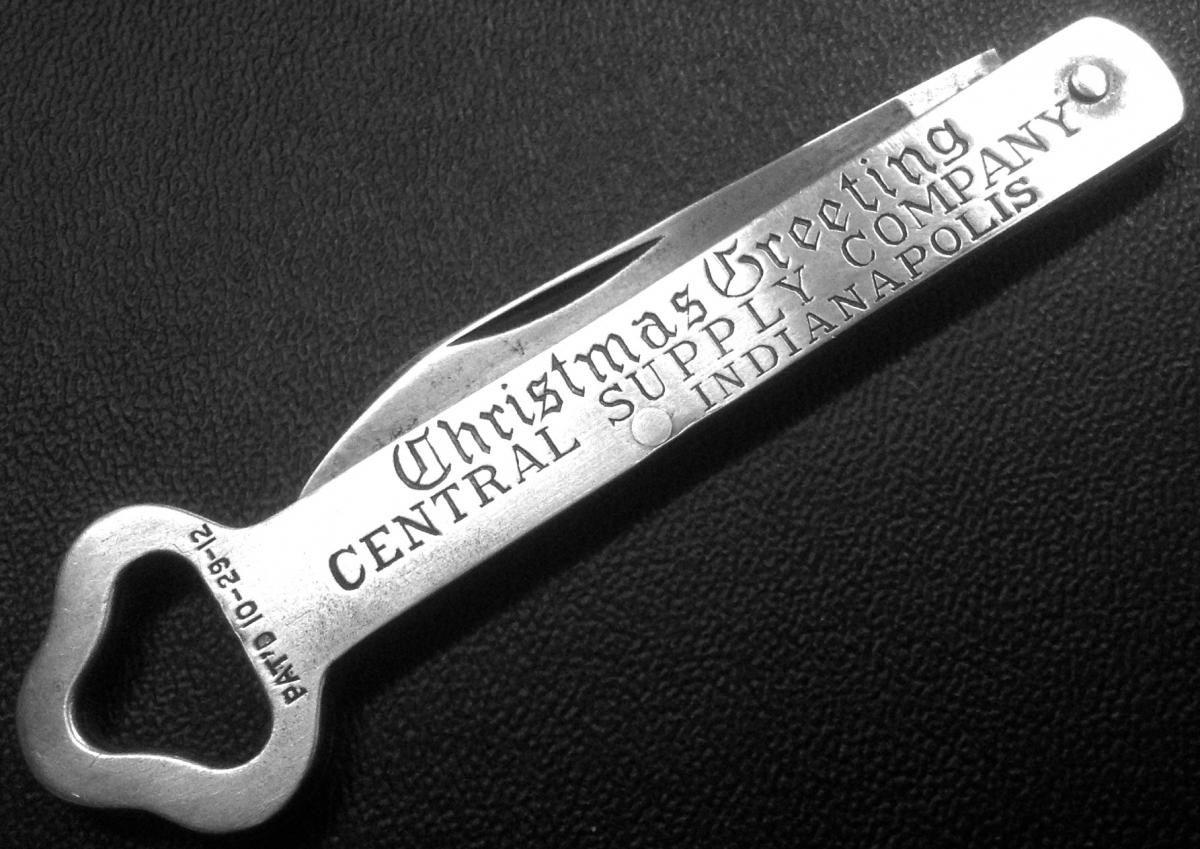 Christmas Greeting
CENTRAL SUPPLY COMPANY
INDIANAPOLIS
PAT'D 10-29-12